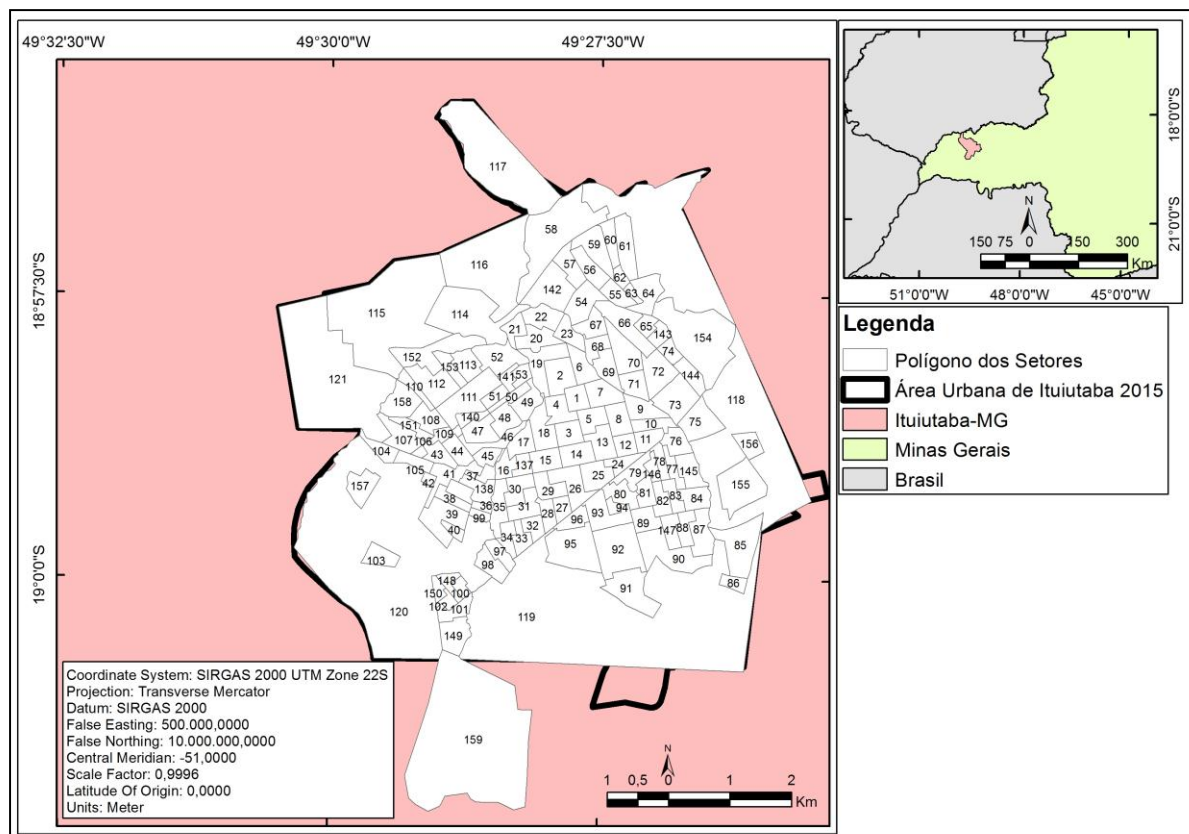 49°32'30"W 49°30'0"W 49°27'30"W
18°57'30"S
19°0'0"S
117
58 59 60 61
57 56 62
116 142 55 63 64
54
115 114 22 67 66 65 143 154
21 20 23 68 74
152 153 113 52 19 6 70 72 144
121 110 112 141 53 2 69 71
158 111 51 50 49 1 7 73 118
151 108 140 48 4 5 8 9 75
107 106 109 47 46 18 3 13 12 10 156
104 43 44 45 17 14 11 76
105 41 37 16 137 15 24 78 155
157 42 138 30 29 26 25 79 146 77 145
38 36 35 31 27 80 81 82 83 84
39 99 32 28 96 93 94 89 147 88 87
40 34 33 95 92 85
103 98 97 90 86
148 91
150 100
120 102 101 119
149
159
Coordinate System: SIRGAS 2000 UTM Zone 22S
Projection: Transverse Mercator
Datum: SIRGAS 2000
False Easting: 500.000,0000
False Northing: 10.000.000,0000
Central Meridian: -51,0000
Scale Factor: 0,9996
Latitude Of Origin: 0,0000
Units: Meter
N
1 0,5 0 1 2
Km
18°0'0"S
21°0'0"S
N
150 75 0 150 300
Km
51°0'0"W 48°0'0"W 45°0'0"W
Legenda
Polígono dos Setores
Área Urbana de Ituiutaba 2015
Ituiutaba-MG
Minas Gerais
Brasil